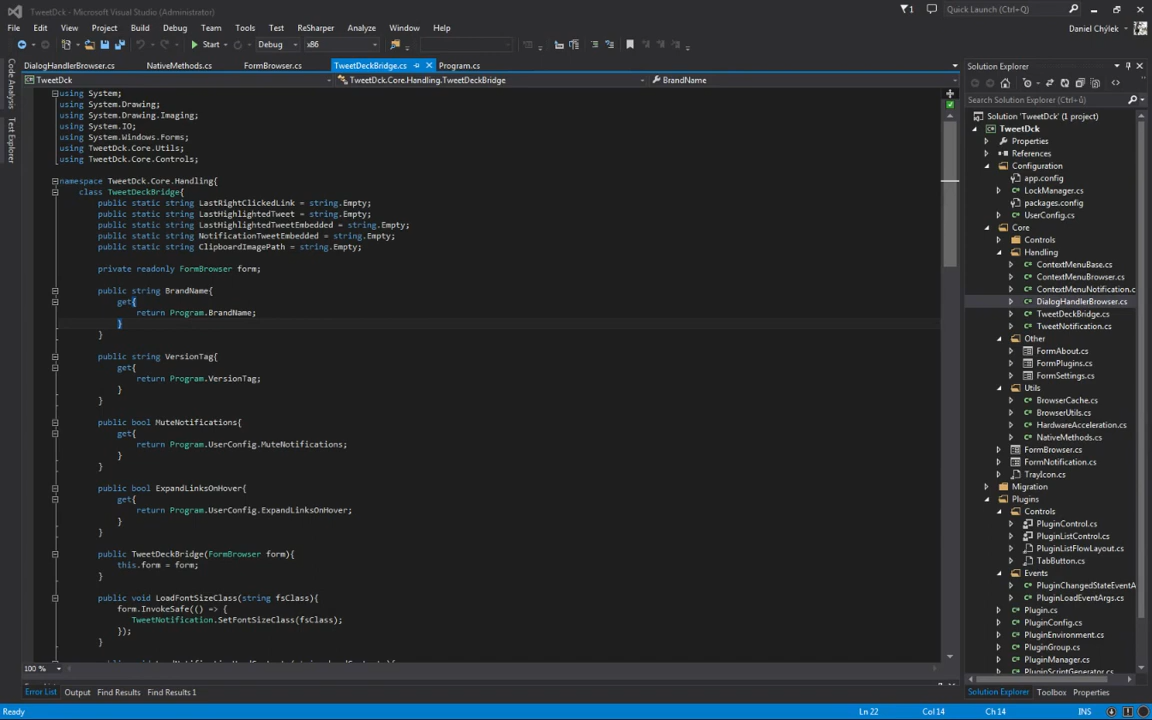 TweetDck - Microsoft Visual Studio (Administrator)
1
Quick Launch (Ctrl+Q)
File Edit View Project Build Debug Team Tools Test ReSharper Analyze Window Help
Daniel Chýlek
Start Debug x86
DialogHandlerBrowser.cs NativeMethods.cs FormBrowser.cs TweetDeckBridge.cs Program.cs
TweetDck TweetDck.Core.Handling.TweetDeckBridge BrandName
Code Analysis
Test Explorer
using System;
using System.Drawing;
using System.Drawing.Imaging;
using System.IO;
using System.Windows.Forms;
using TweetDck.Core.Utils;
using TweetDck.Core.Controls;
namespace TweetDck.Core.Handling{
class TweetDeckBridge{
public static string LastRightClickedLink = string.Empty;
public static string LastHighlightedTweet = string.Empty;
public static string LastHighlightedTweetEmbedded = string.Empty;
public static string NotificationTweetEmbedded = string.Empty;
public static string ClipboardImagePath = string.Empty;
private readonly FormBrowser form;
public string BrandName{
get{
return Program.BrandName;
}
}
public string VersionTag{
get{
return Program.VersionTag;
}
}
public bool MuteNotifications{
get{
return Program.UserConfig.MuteNotifications;
}
}
public bool ExpandLinksOnHover{
get{
return Program.UserConfig.ExpandLinksOnHover;
}
}
public TweetDeckBridge(FormBrowser form){
this.form = form;
}
public void LoadFontSizeClass(string fsClass){
form.InvokeSafe(() => {
TweetNotification.SetFontSizeClass(fsClass);
});
}
100 %
Error List Output Find Results Find Results 1
Ready Ln 22 Col 14 Ch 14 INS
Solution Explorer
Search Solution Explorer (Ctrl+ů)
Solution 'TweetDck' (1 project)
TweetDck
Properties
References
Configuration
app.config
LockManager.cs
packages.config
UserConfig.cs
Core
Controls
Handling
ContextMenuBase.cs
ContextMenuBrowser.cs
ContextMenuNotification.c
DialogHandlerBrowser.cs
TweetDeckBridge.cs
TweetNotification.cs
Other
FormAbout.cs
FormPlugins.cs
FormSettings.cs
Utils
BrowserCache.cs
BrowserUtils.cs
HardwareAcceleration.cs
NativeMethods.cs
FormBrowser.cs
FormNotification.cs
TrayIcon.cs
Migration
Plugins
Controls
PluginControl.cs
PluginListControl.cs
PluginListFlowLayout.cs
TabButton.cs
Events
PluginChangedStateEventA
PluginLoadEventArgs.cs
Plugin.cs
PluginConfig.cs
PluginEnvironment.cs
PluginGroup.cs
PluginManager.cs
PluginScriptGenerator.cs
Solution Explorer Toolbox Properties